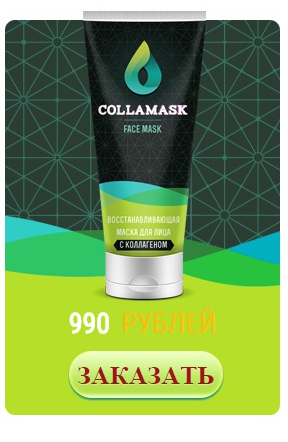 COLLAMASK
FACE MASK
ВОССТАНАВЛИВАЮЩАЯ
МАСКА ДЛЯ ЛИЦА
С КОЛЛАГЕНОМ
990 РУБЛЕЙ
ЗАКАЗАТЬ